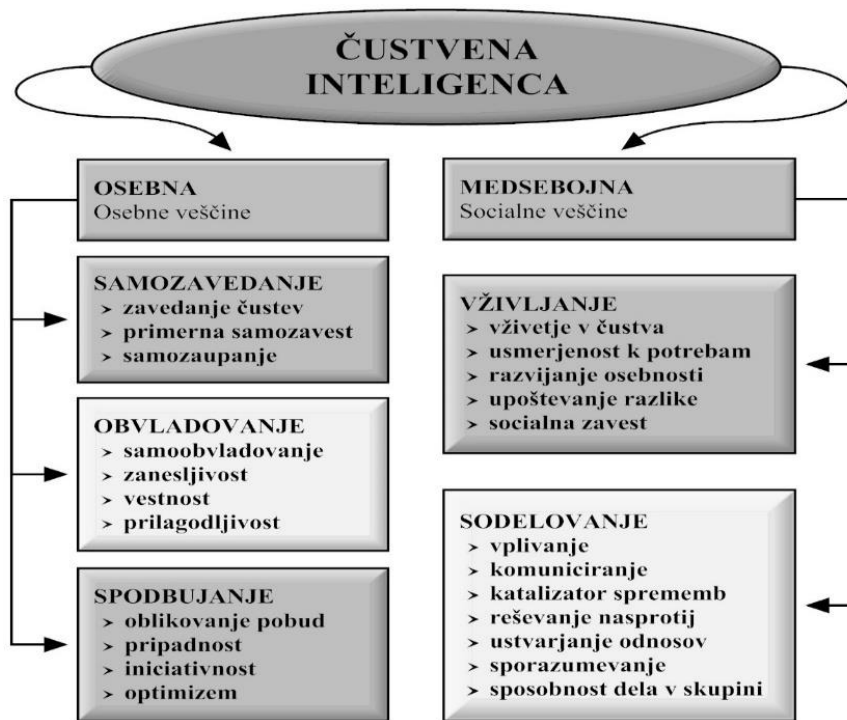 ČUSTVENA
INTELIGENCA
OSEBNA
Osebne veščine
SAMOZAVEDANJE
➢ zavedanje čustev
➢ primerna samozavest
➢ samozaupanje
OBVLADOVANJE
➢ samoobvladovanje
➢ zanesljivost
➢ vestnost
➢ prilagodljivost
SPODBUJANJE
➢ oblikovanje pobud
➢ pripadnost
➢ iniciativnost
➢ optimizem
MEDSEBOJNA
Socialne veščine
VŽIVLJANJE
➢ vživetje v čustva
➢ usmerjenost k potrebam
➢ razvijanje osebnosti
➢ upoštevanje razlike
➢ socialna zavest
SODELOVANJE
➢ vplivanje
➢ komuniciranje
➢ katalizator sprememb
➢ reševanje nasprotij
➢ ustvarjanje odnosov
➢ sporazumevanje
➢ sposobnost dela v skupini